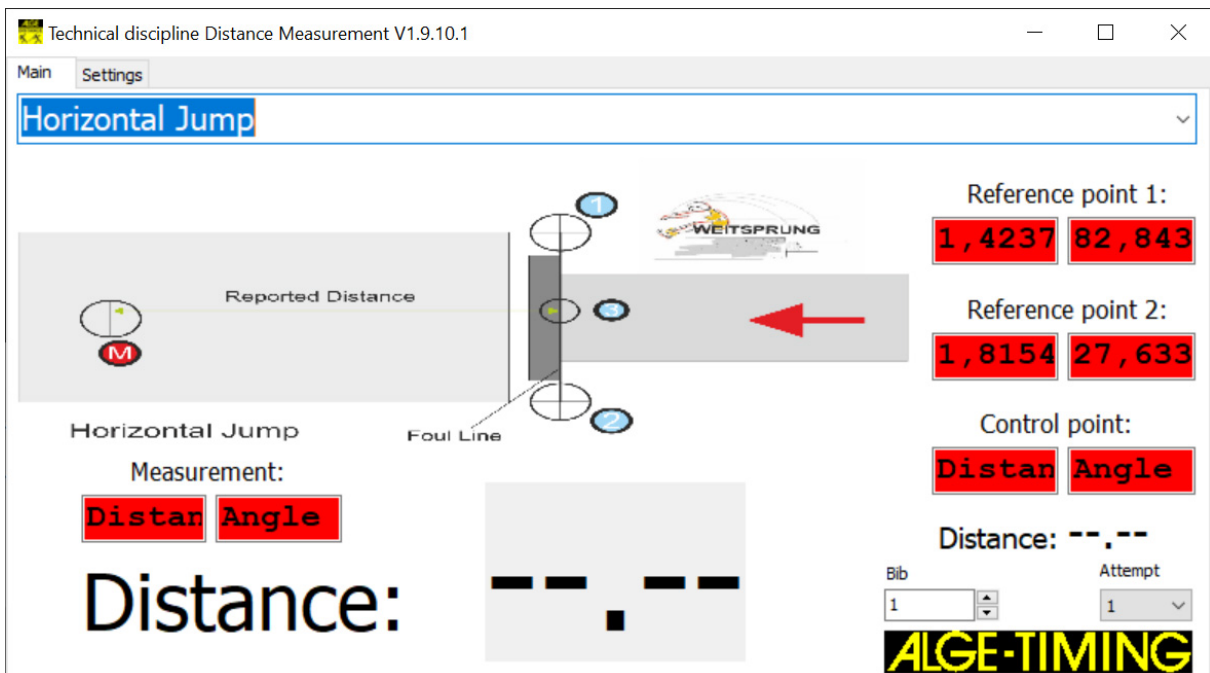 Technical discipline Distance Measurement V1.9.10.1
Main Settings
Horizontal Jump
1
WEITSPRUNG
Reported Distance
3
M
2
Horizontal Jump
Foul Line
Reference point 1:
1,4237 82,843
Reference point 2:
1,8154 27,633
Control point:
Distan Angle
Measurement:
Distan Angle
Distance: --.--
Distance: --.--
Bib
1
Attempt
1
ALGE-TIMING